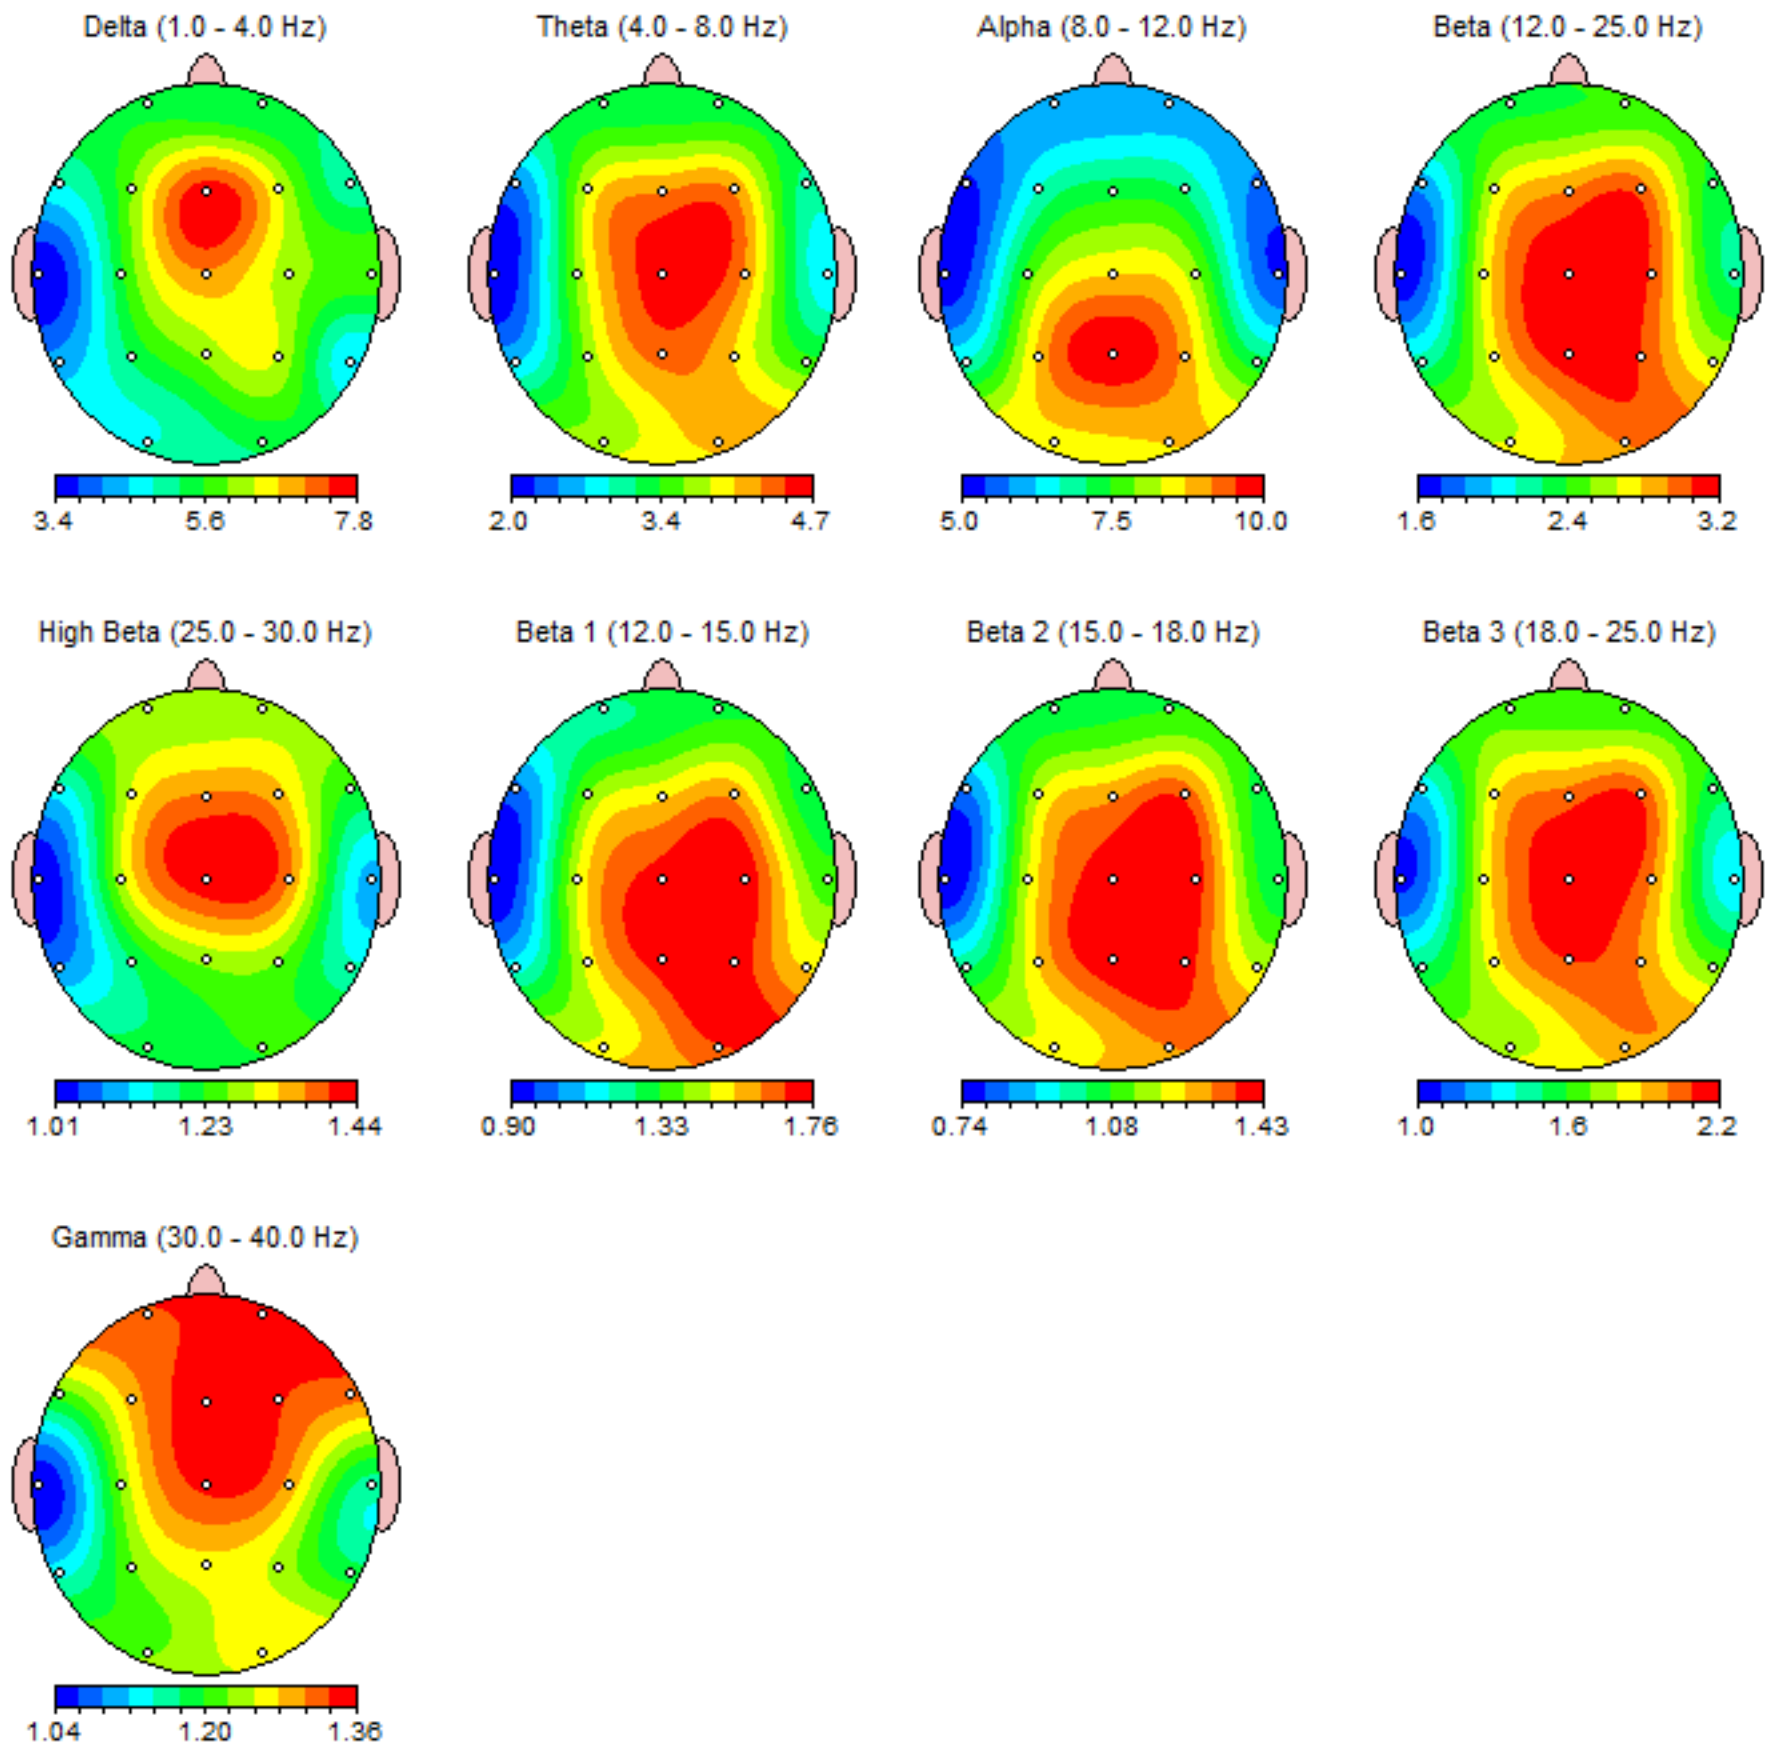 Delta (1.0 - 4.0 Hz)
Theta (4.0 - 8.0 Hz)
Alpha (8.0 - 12.0 Hz)
Beta (12.0 - 25.0 Hz)
3.4 5.6 7.8
2.0 3.4 4.7
5.0 7.5 10.0
1.6 2.4 3.2
High Beta (25.0 - 30.0 Hz)
Beta 1 (12.0 - 15.0 Hz)
Beta 2 (15.0 - 18.0 Hz)
Beta 3 (18.0 - 25.0 Hz)
1.01 1.23 1.44
0.90 1.33 1.76
0.74 1.08 1.43
1.0 1.6 2.2
Gamma (30.0 - 40.0 Hz)
1.04 1.20 1.36